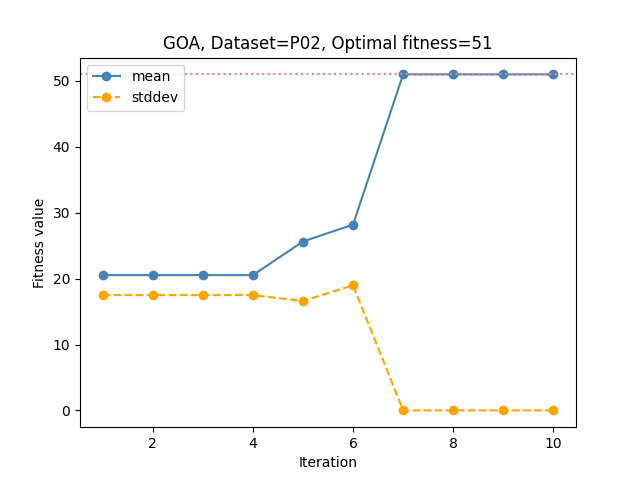 GOA, Dataset=P02, Optimal fitness=51
mean
stddev
Fitness value
50
40
30
20
10
0
2 4 6 8 10
Iteration